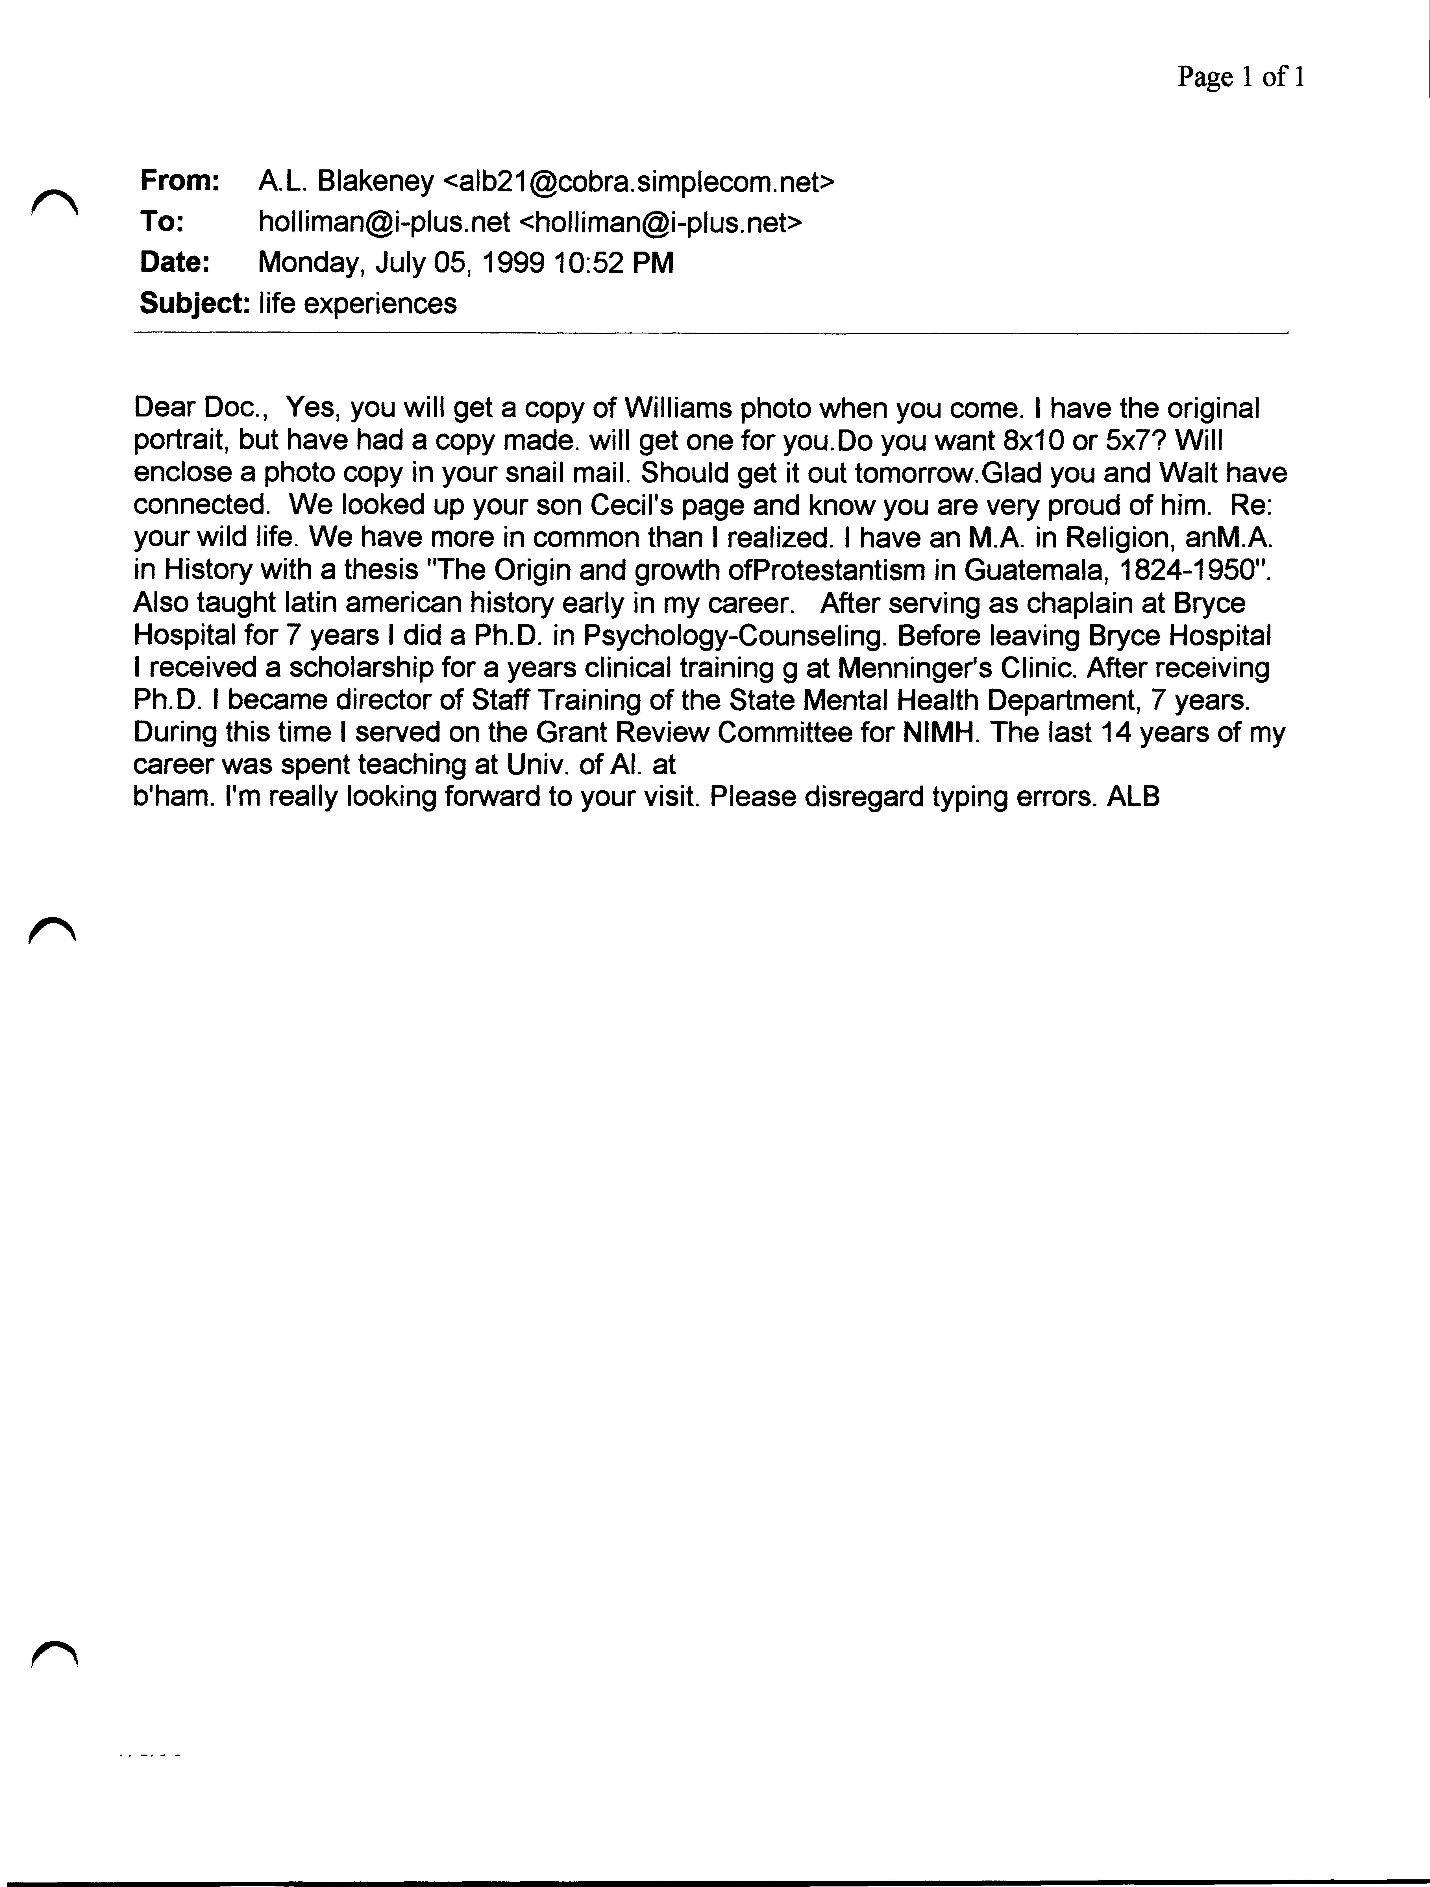 Page 1 of 1
From: A.L. Blakeney <alb21@cobra.simplecom.net>
To: holliman@i-plus.net <holliman@i-plus.net>
Date: Monday, July 05, 1999 10:52 PM
Subject: life experiences
Dear Doc.,  Yes, you will get a copy of Williams photo when you come. I have the original
portrait, but have had a copy made. will get one for you.Do you want 8x10 or 5x7? Will
enclose a photo copy in your snail mail. Should get it out tomorrow.Glad you and Walt have
connected.  We looked up your son Cecil's page and know you are very proud of him.  Re:
your wild life. We have more in common than I realized. I have an M.A. in Religion, anM.A.
in History with a thesis "The Origin and growth ofProtestantism in Guatemala, 1824-1950".
Also taught latin american history early in my career.   After serving as chaplain at Bryce
Hospital for 7 years I did a Ph.D. in Psychology-Counseling. Before leaving Bryce Hospital
I received a scholarship for a years clinical training g at Menninger's Clinic. After receiving
Ph.D. I became director of Staff Training of the State Mental Health Department, 7 years.
During this time I served on the Grant Review Committee for NIMH. The last 14 years of my
career was spent teaching at Univ. of Al. at
b'ham. I'm really looking forward to your visit. Please disregard typing errors. ALB